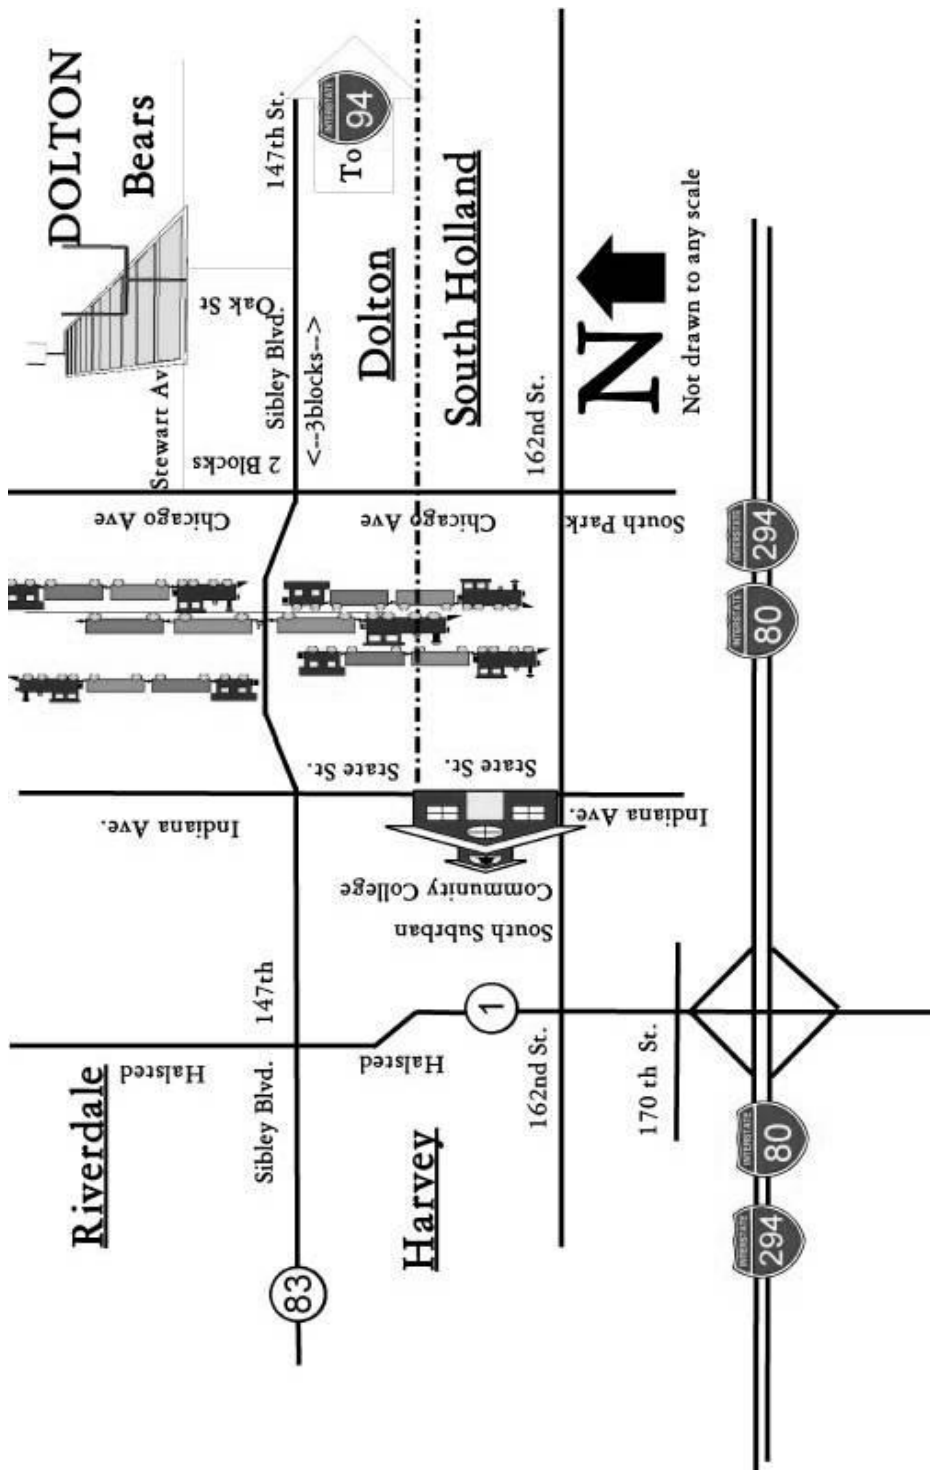 DOLTON
Bears
Riverdale
Stewart Av
Halsted
Indiana Ave.
Chicago Ave
2 Blocks
Oak St
Sibley Blvd.
147th
Sibley Blvd.
147th St.
83
<--3blocks-->
To
INTERSTATE
94
State St.
Dolton
Harvey
Halsted
South Subrban
Community College
State St.
Chicago Ave
South Holland
1
162nd St.
162nd St.
Indiana Ave.
South Park
N
170 th St.
Not drawn to any scale
INTERSTATE
294
INTERSTATE
80
INTERSTATE
80
INTERSTATE
294